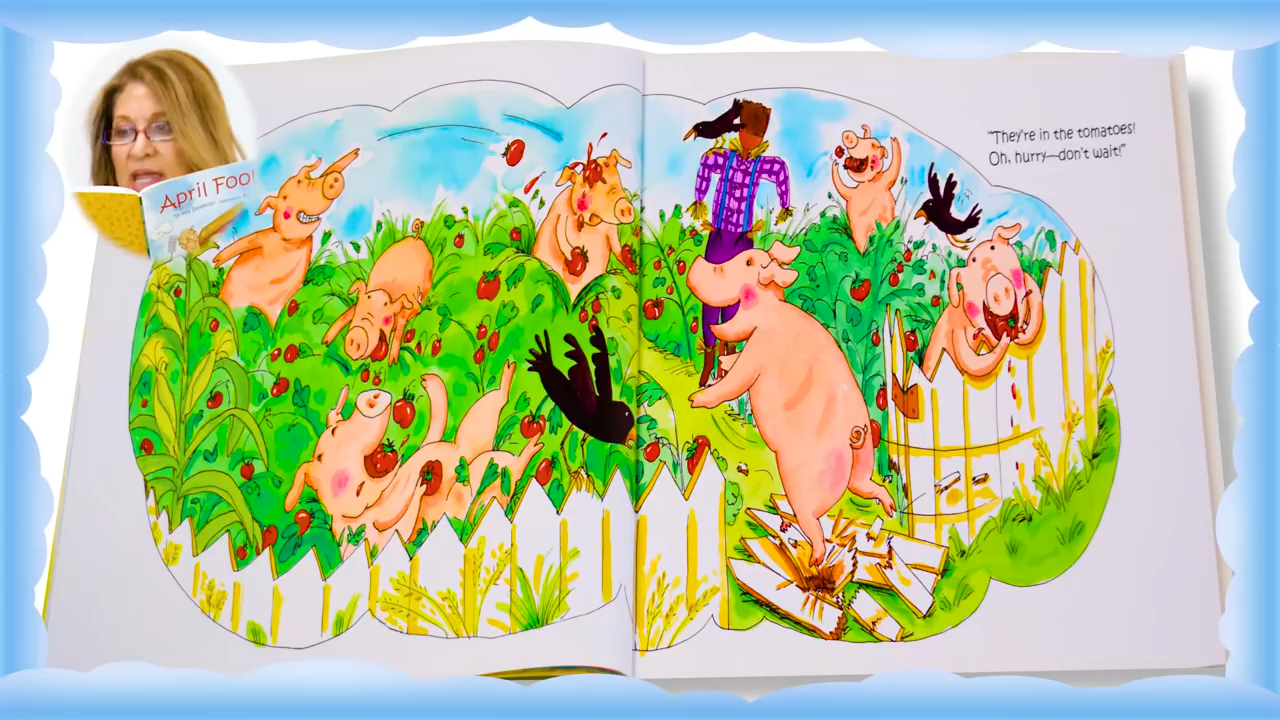 April Fool
"They're in the tomatoes!
Oh, hurry—don't wait!"